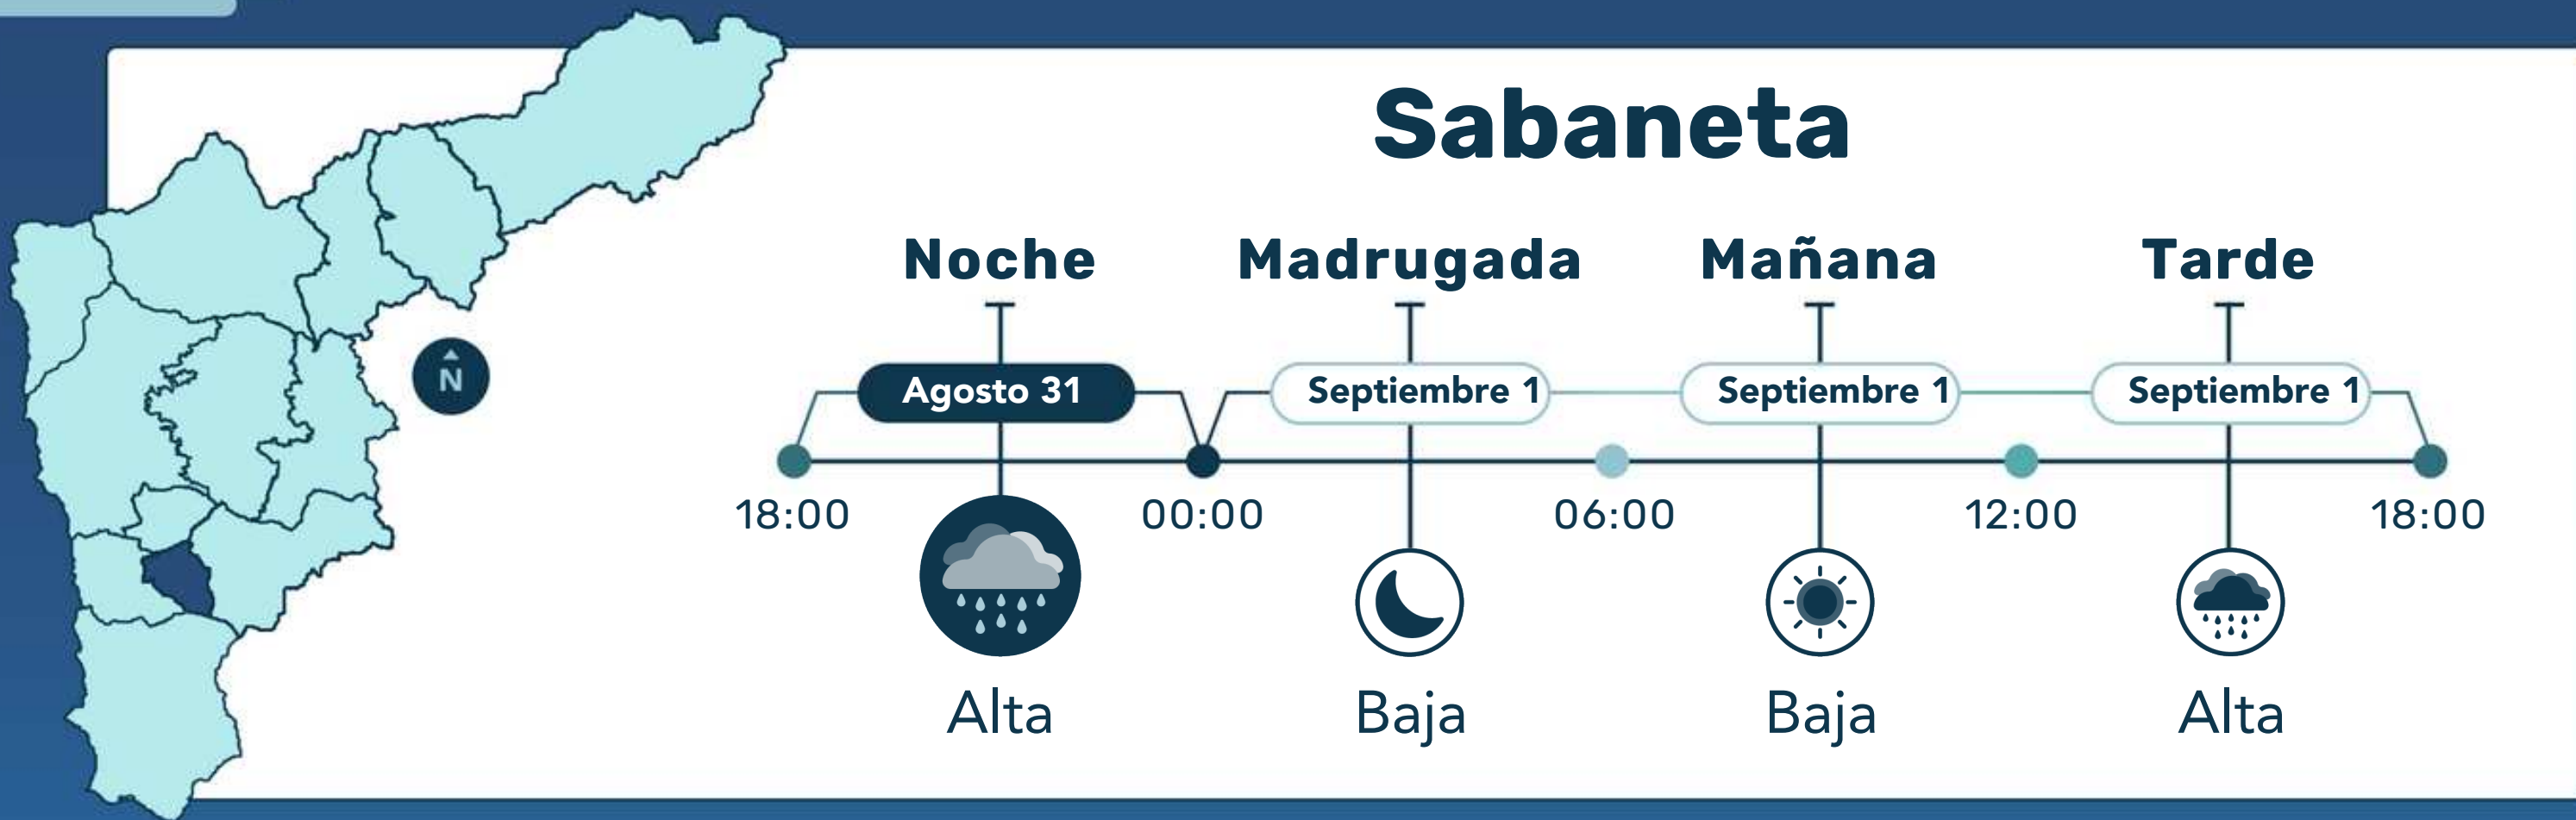 Sabaneta
Noche
Madrugada
Mañana
Tarde
Agosto 31
Septiembre 1
Septiembre 1
Septiembre 1
N
18:00
00:00
06:00
12:00
18:00
Alta
Baja
Baja
Alta